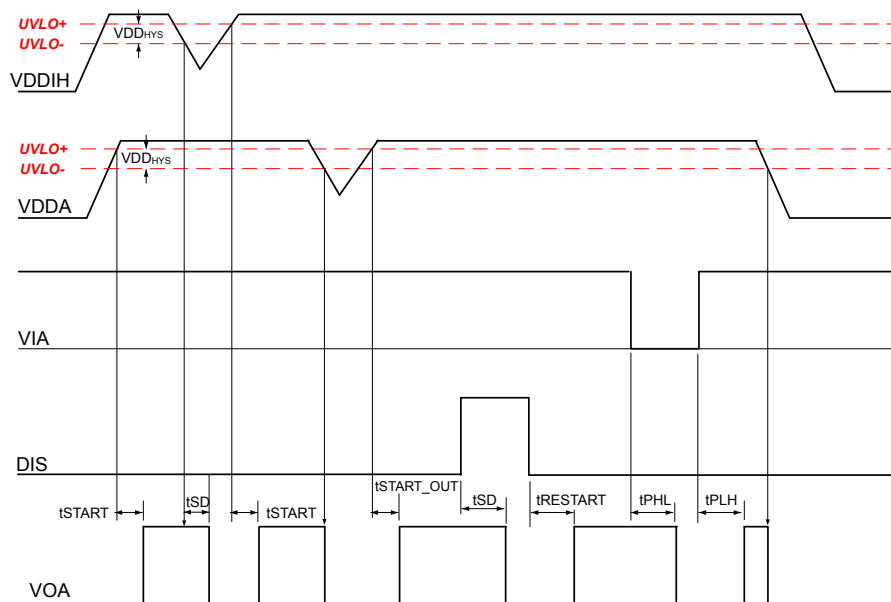 UVLO+
VDDHYS
UVLO-
VDDIH
UVLO+
VDDHYS
UVLO-
VDDA
VIA
DIS
tSTART
tSD
tSTART
tSTART_OUT
tSD
tRESTART
tPHL
tPLH
VOA